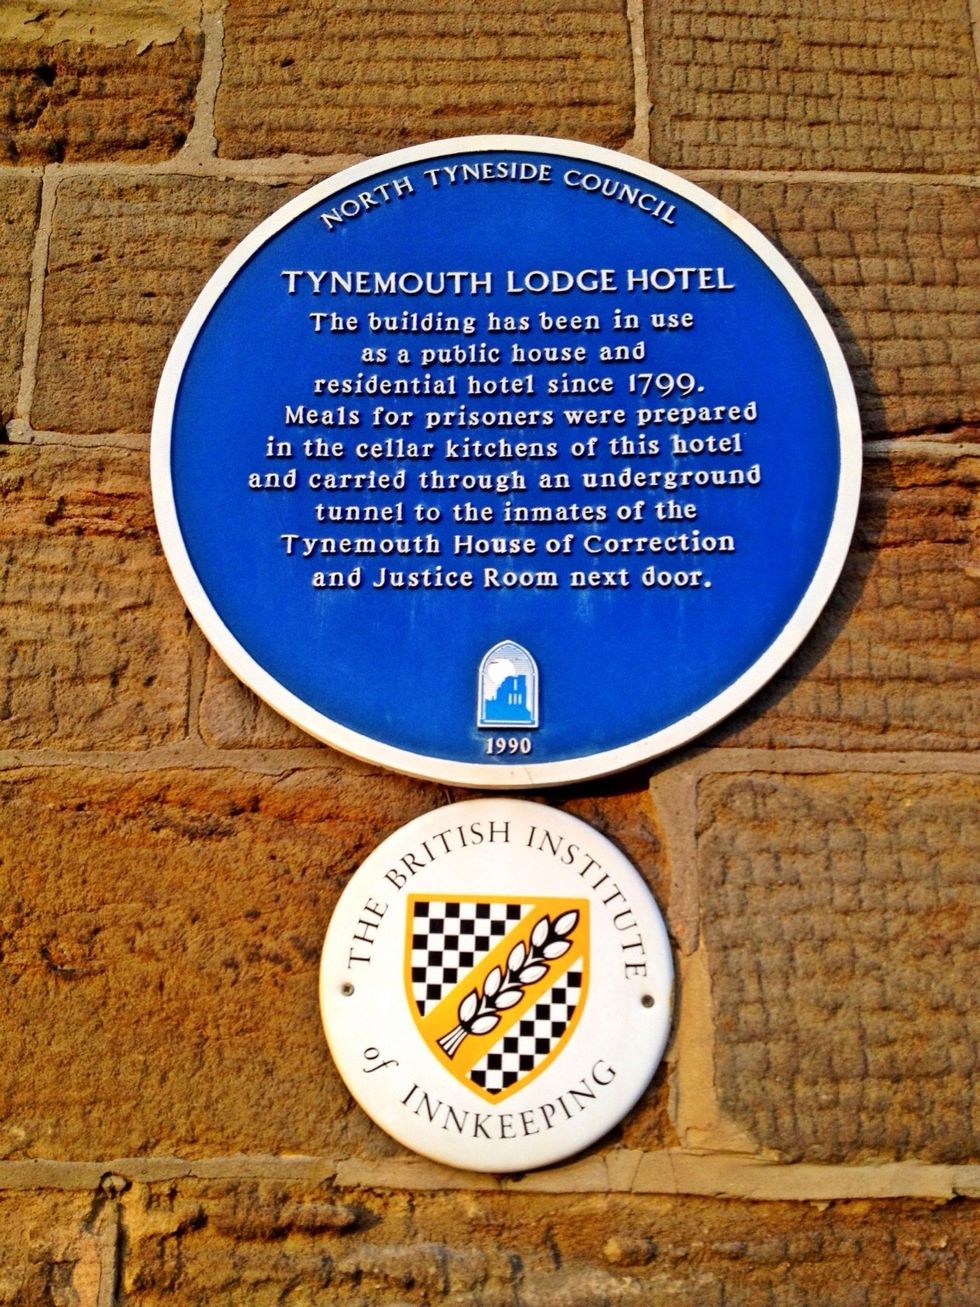 NORTH TYNESIDE COUNCIL
TYNEMOUTH LODGE HOTEL
The building has been in use
as a public house and
residential hotel since 1799.
Meals for prisoners were prepared
in the cellar kitchens of this hotel
and carried through an underground
tunnel to the inmates of the
Tynemouth House of Correction
and Justice Room next door.
1990
THE BRITISH INSTITUTE
of INNKEEPING